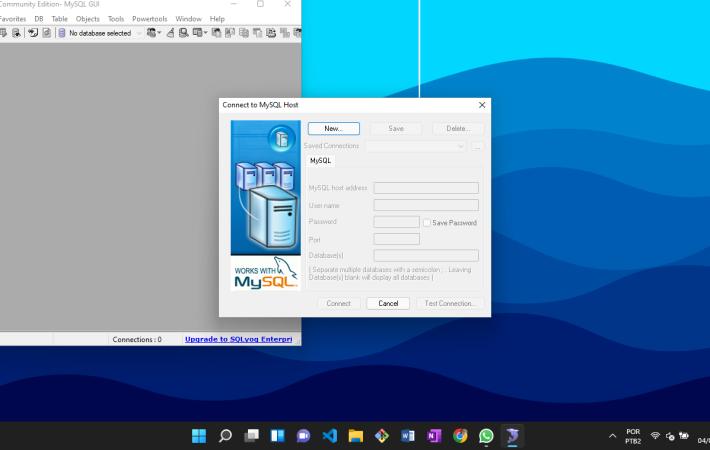 Community Edition- MySQL GUI
Favorites DB Table Objects Tools Powertools Window Help
No database selected
Connect to MySQL Host
New... Save Delete...
Saved Connections ...
MySQL
MySQL host address
User name
Password Save Password
Port
Database(s)
( Separate multiple databases with a semicolon ; . Leaving
Database(s) blank will display all databases (
WORKS WITH
MySQL
Connect Cancel Test Connection...
Connections : 0 Upgrade to SQLyog Enterpri
POR
PTB2
04/